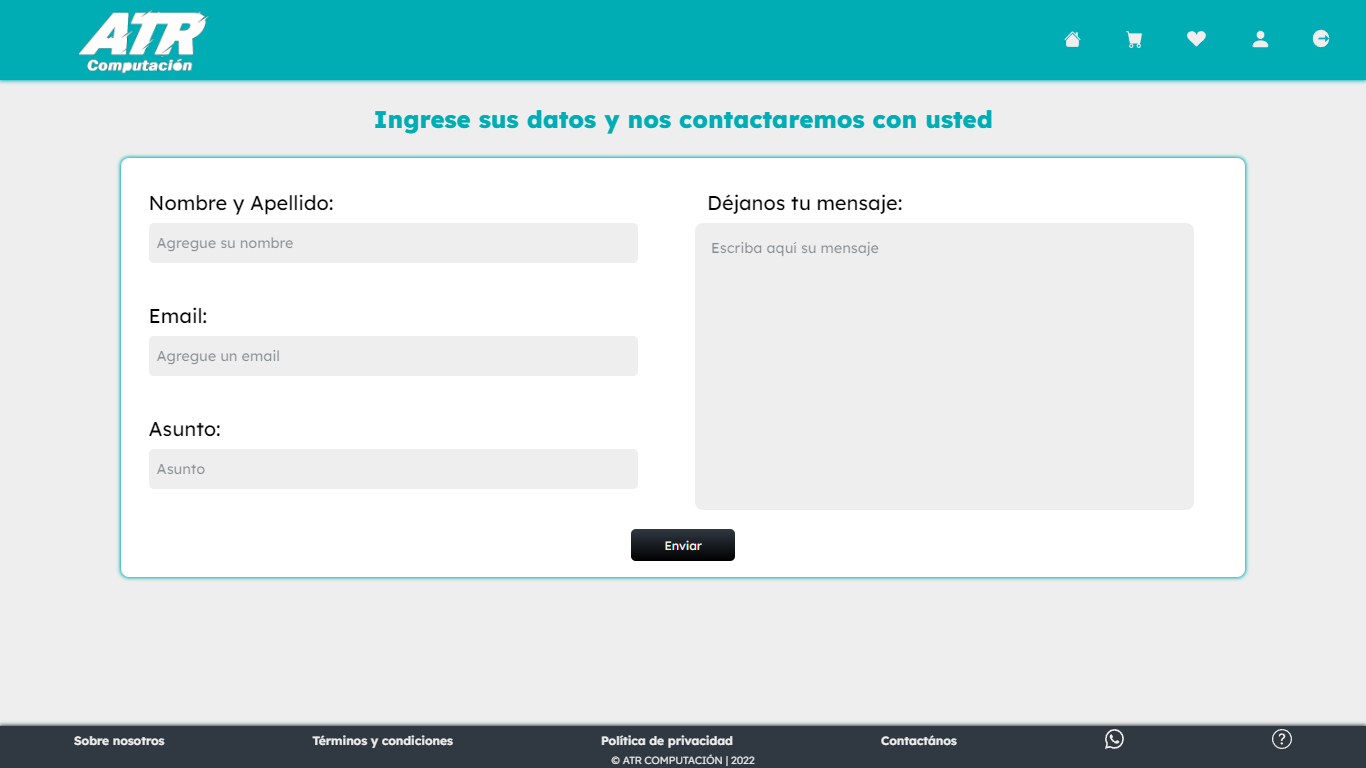 ATR
Computación
Ingrese sus datos y nos contactaremos con usted
Nombre y Apellido:
Agregue su nombre
Email:
Agregue un email
Asunto:
Asunto
Déjanos tu mensaje:
Escriba aquí su mensaje
Enviar
Sobre nosotros
Términos y condiciones
Política de privacidad
Contactános
?
© ATR COMPUTACIÓN | 2022